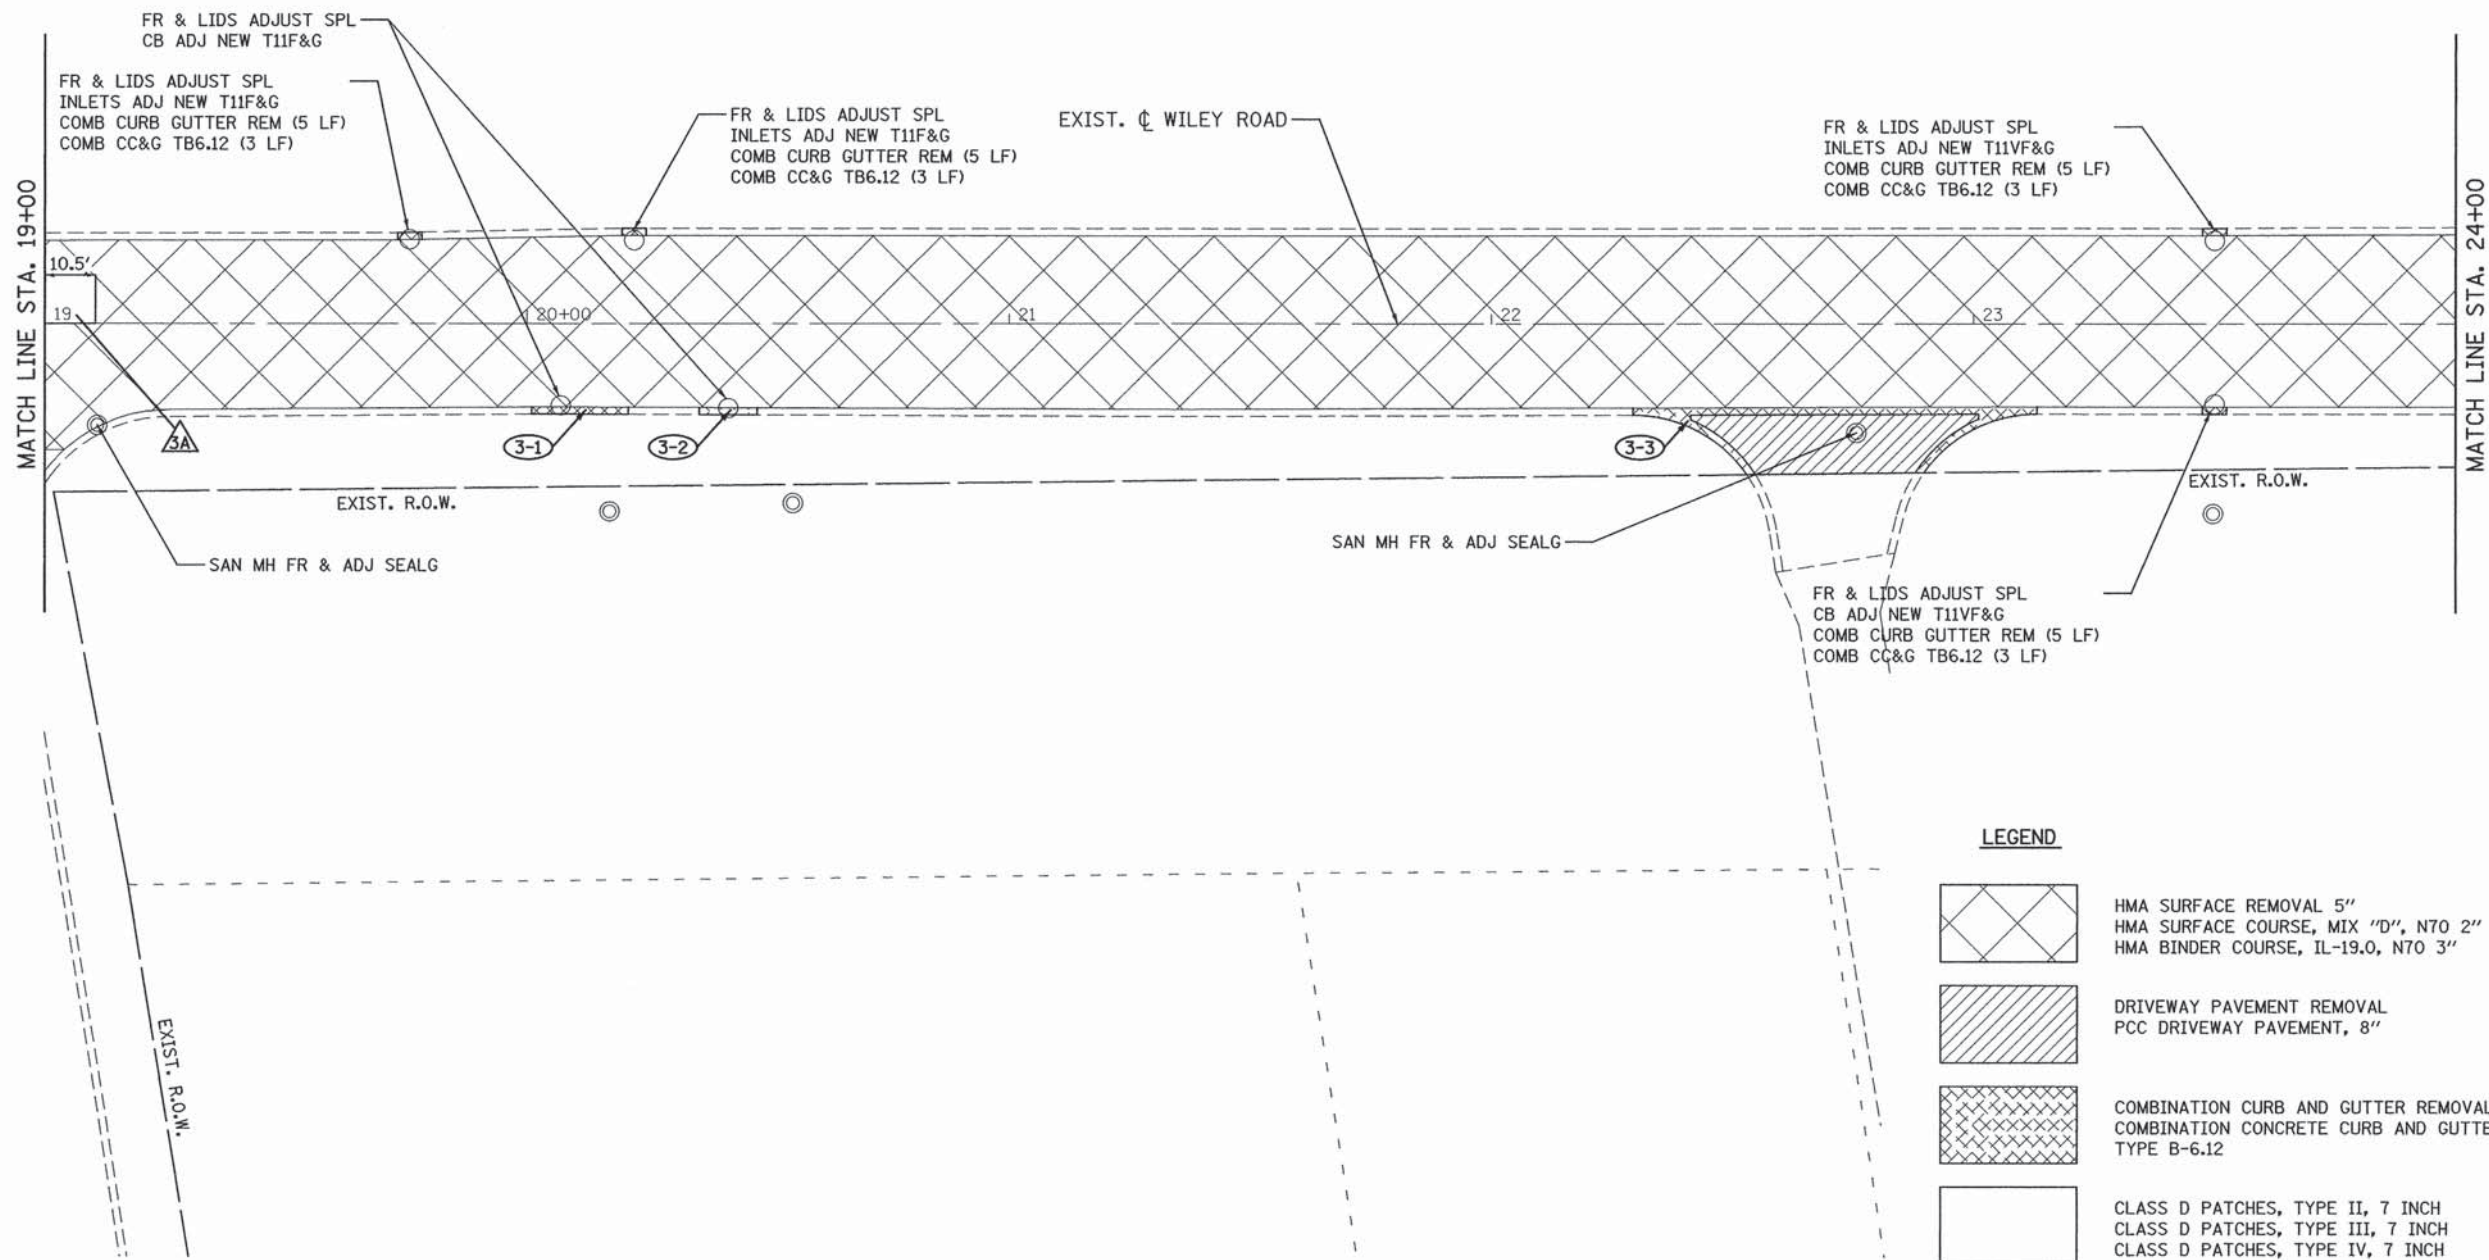 FR & LIDS ADJUST SPL
CB ADJ NEW T11F&G
FR & LIDS ADJUST SPL
INLETS ADJ NEW T11F&G
COMB CURB GUTTER REM (5 LF)
COMB CC&G TB6.12 (3 LF)
FR & LIDS ADJUST SPL
INLETS ADJ NEW T11F&G
COMB CURB GUTTER REM (5 LF)
COMB CC&G TB6.12 (3 LF)
EXIST. ℄ WILEY ROAD
FR & LIDS ADJUST SPL
INLETS ADJ NEW T11VF&G
COMB CURB GUTTER REM (5 LF)
COMB CC&G TB6.12 (3 LF)
MATCH LINE STA. 19+00
MATCH LINE STA. 24+00
10.5'
19
20+00
21
22
23
3A
3-1
3-2
3-3
EXIST. R.O.W.
EXIST. R.O.W.
SAN MH FR & ADJ SEALG
SAN MH FR & ADJ SEALG
FR & LIDS ADJUST SPL
CB ADJ NEW T11VF&G
COMB CURB GUTTER REM (5 LF)
COMB CC&G TB6.12 (3 LF)
EXIST. R.O.W.
LEGEND
HMA SURFACE REMOVAL 5"
HMA SURFACE COURSE, MIX "D", N70 2"
HMA BINDER COURSE, IL-19.0, N70 3"
DRIVEWAY PAVEMENT REMOVAL
PCC DRIVEWAY PAVEMENT, 8"
COMBINATION CURB AND GUTTER REMOVAL
COMBINATION CONCRETE CURB AND GUTTE
TYPE B-6.12
CLASS D PATCHES, TYPE II, 7 INCH
CLASS D PATCHES, TYPE III, 7 INCH
CLASS D PATCHES, TYPE IV, 7 INCH